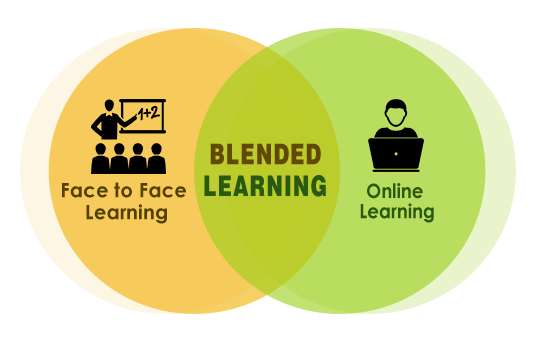 1+2
Face to Face
Learning
BLENDED
LEARNING
Online
Learning